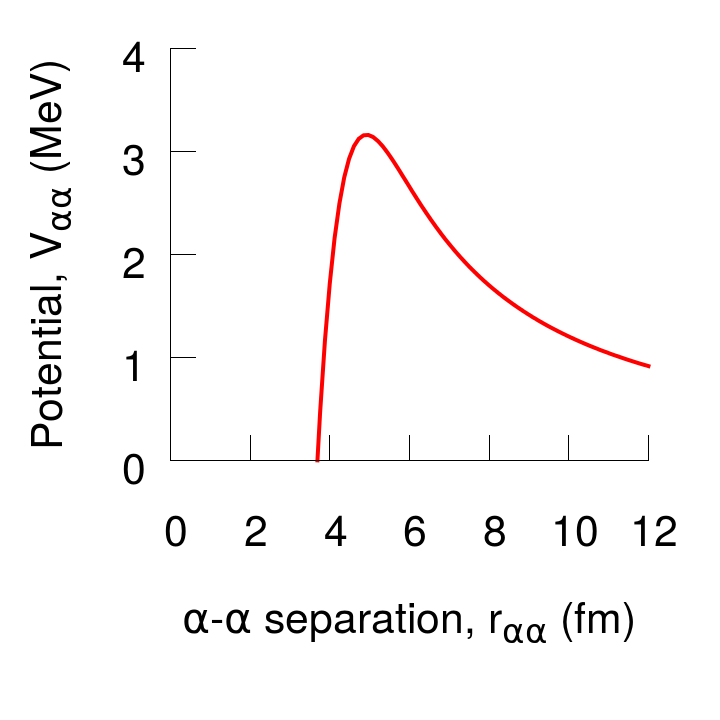 Potential, Vαα (MeV)
4
3
2
1
0
0 2 4 6 8 10 12
α-α separation, rαα (fm)